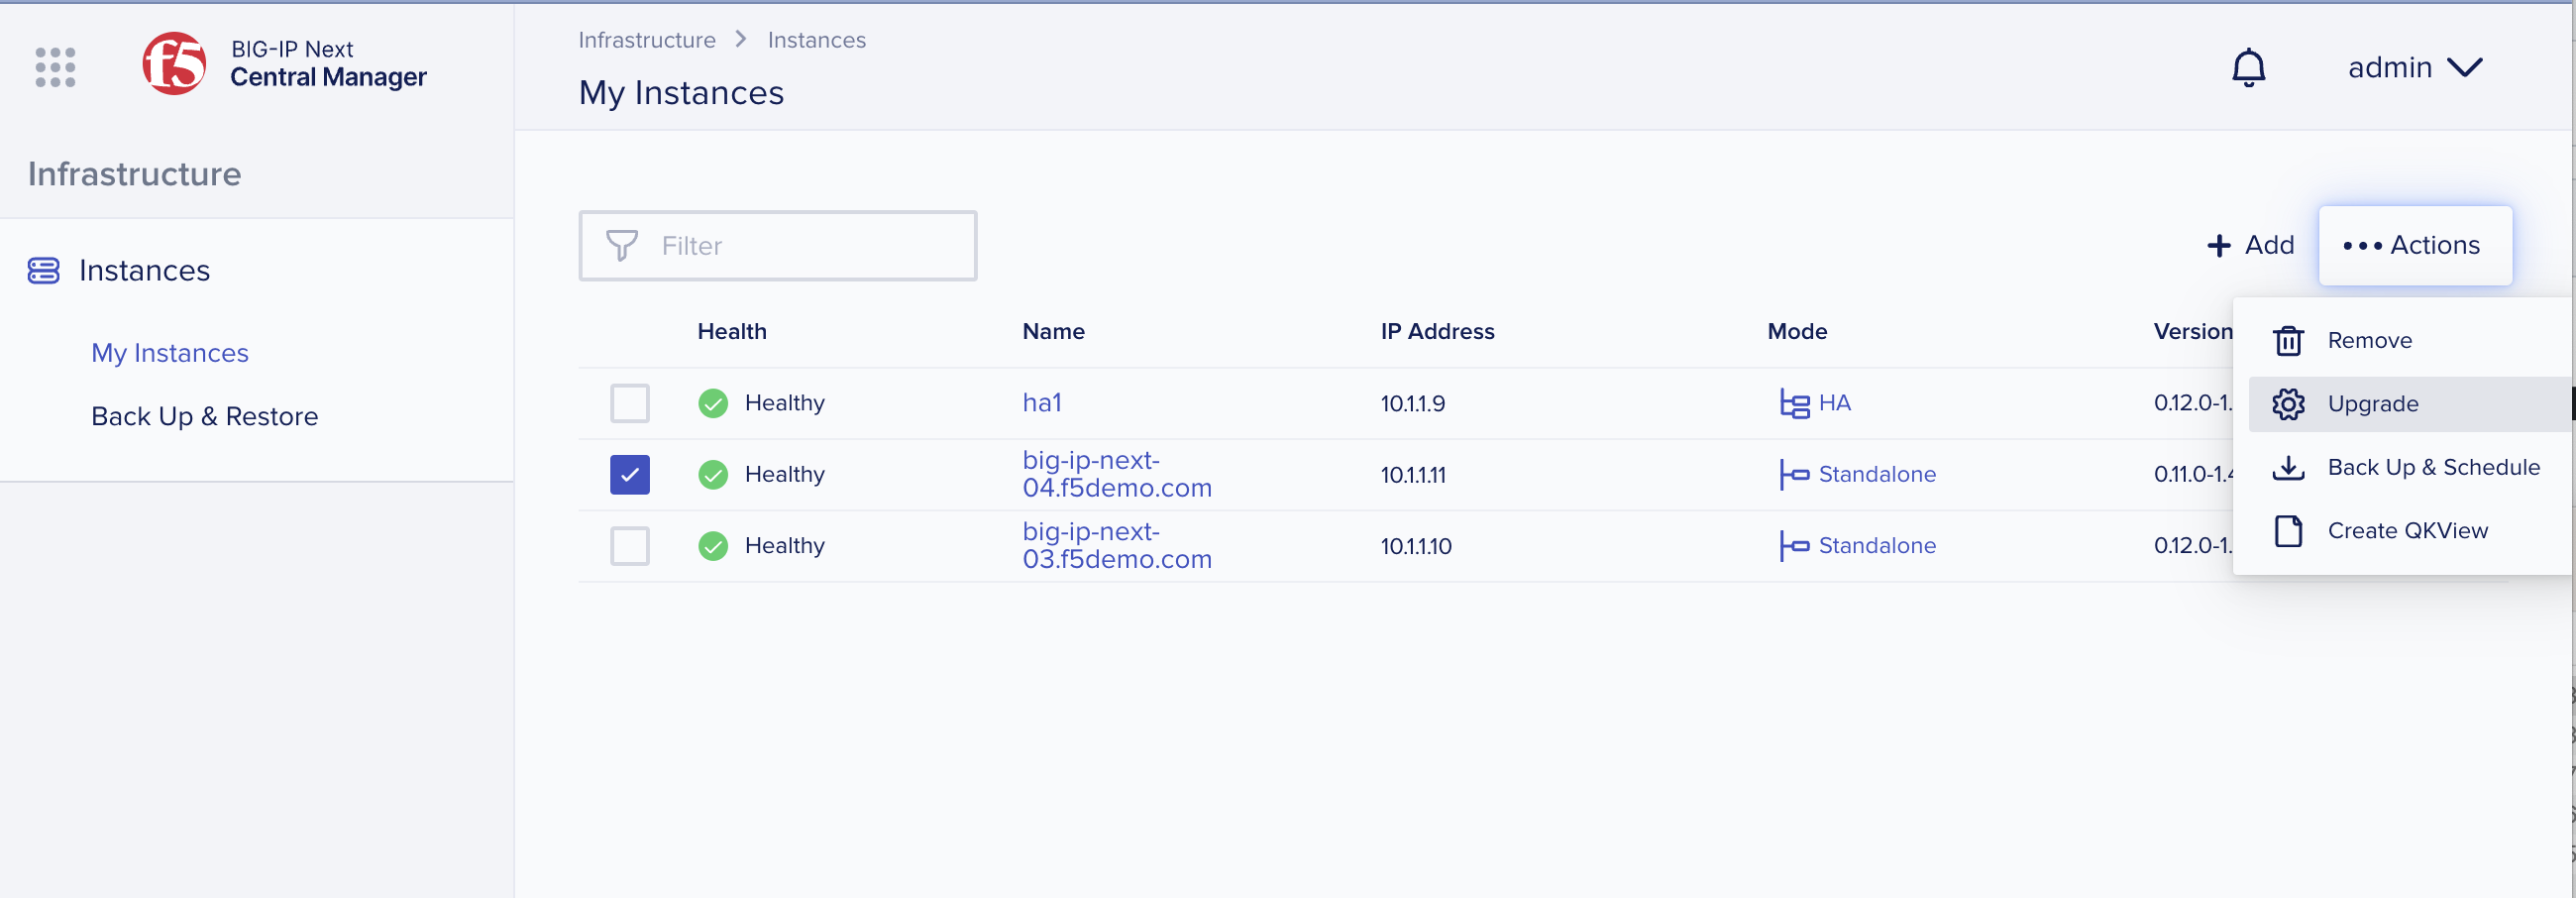 f5
BIG-IP Next
Central Manager
Infrastructure
Instances
My Instances
Back Up & Restore
Infrastructure > Instances
My Instances
admin
Filter
+ Add
••• Actions
Health Name IP Address Mode Version
Healthy ha1 10.1.1.9 HA 0.12.0-1.
Healthy big-ip-next-
04.f5demo.com 10.1.1.11 Standalone 0.11.0-1.4
Healthy big-ip-next-
03.f5demo.com 10.1.1.10 Standalone 0.12.0-1.
Remove
Upgrade
Back Up & Schedule
Create QKView